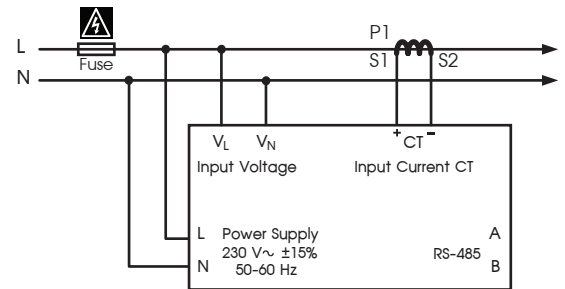 P1
L
Fuse
S1 S2
N
+ CT -
VL VN
Input Voltage
Input Current CT
L Power Supply
230 V~ ±15%
N 50-60 Hz
A
RS-485
B